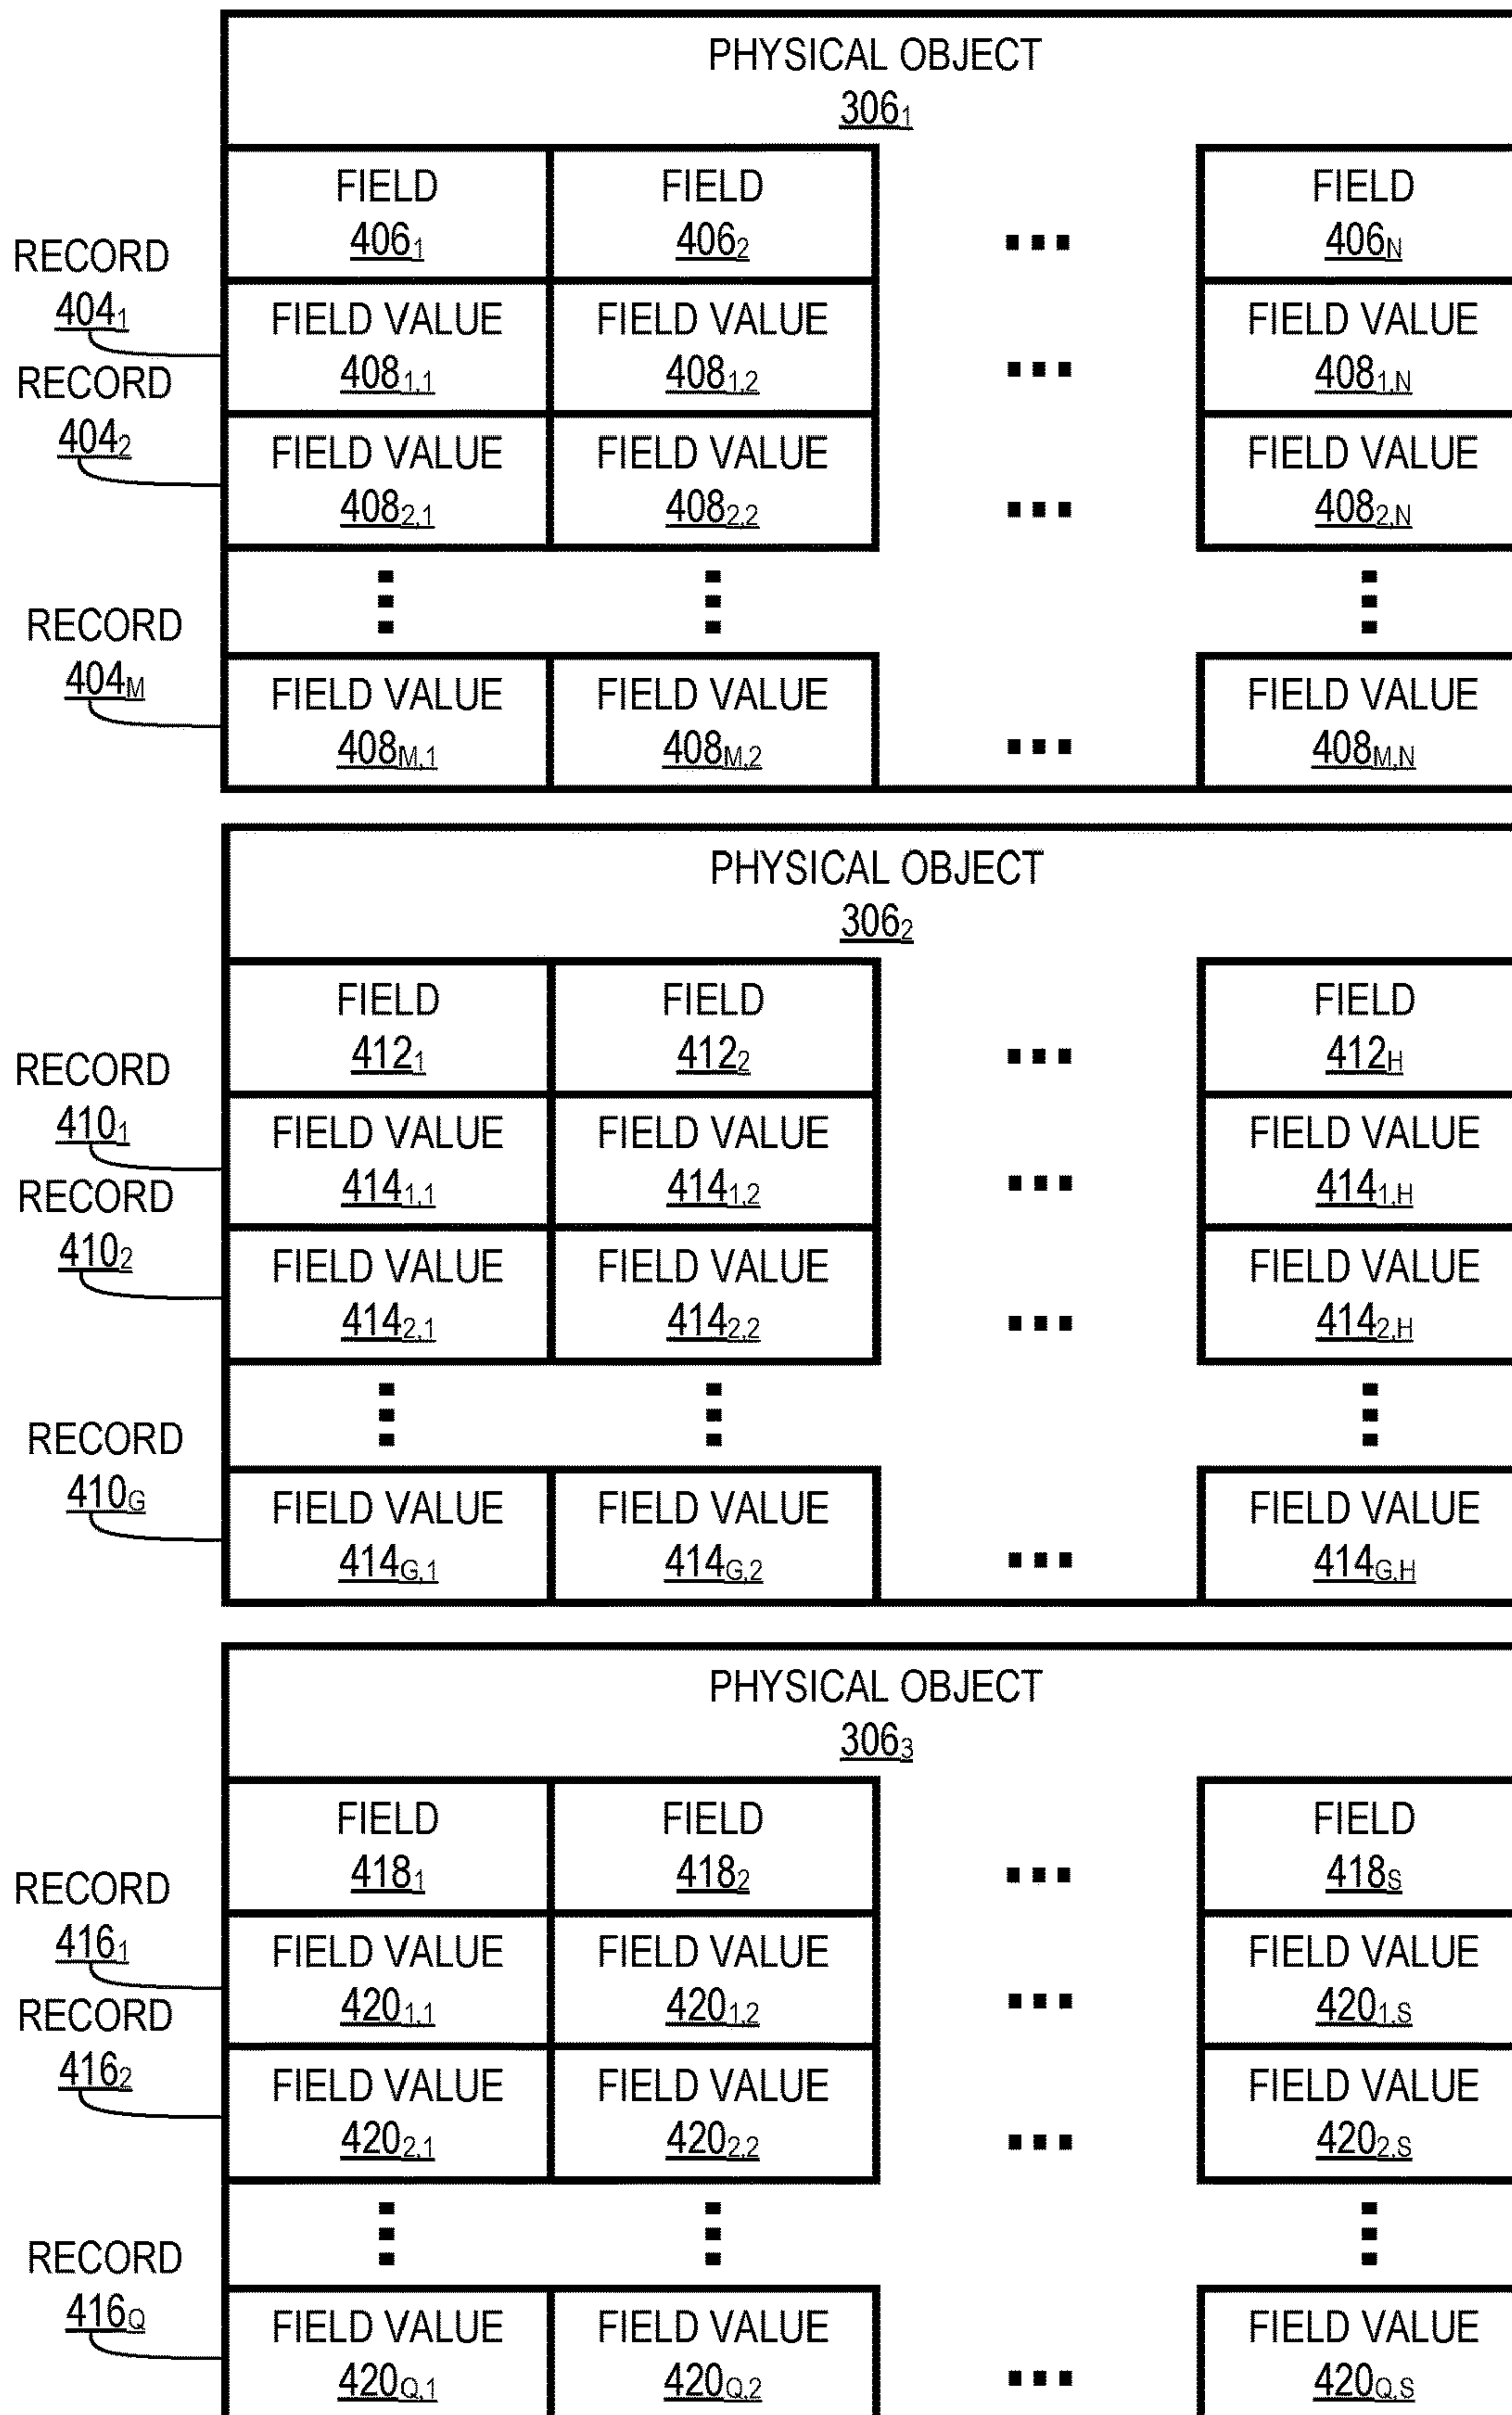 PHYSICAL OBJECT
306₁
FIELD FIELD FIELD
406₁ 406₂ ... 406N
RECORD
404₁
FIELD VALUE FIELD VALUE FIELD VALUE
408₁,₁ 408₁,₂ ... 408₁,N
RECORD
404₂
FIELD VALUE FIELD VALUE FIELD VALUE
408₂,₁ 408₂,₂ ... 408₂,N
RECORD
404M
FIELD VALUE FIELD VALUE FIELD VALUE
408M,₁ 408M,₂ ... 408M,N
PHYSICAL OBJECT
306₂
FIELD FIELD FIELD
412₁ 412₂ ... 412H
RECORD
410₁
FIELD VALUE FIELD VALUE FIELD VALUE
414₁,₁ 414₁,₂ ... 414₁,H
RECORD
410₂
FIELD VALUE FIELD VALUE FIELD VALUE
414₂,₁ 414₂,₂ ... 414₂,H
RECORD
410G
FIELD VALUE FIELD VALUE FIELD VALUE
414G,₁ 414G,₂ ... 414G,H
PHYSICAL OBJECT
306₃
FIELD FIELD FIELD
418₁ 418₂ ... 418S
RECORD
416₁
FIELD VALUE FIELD VALUE FIELD VALUE
420₁,₁ 420₁,₂ ... 420₁,S
RECORD
416₂
FIELD VALUE FIELD VALUE FIELD VALUE
420₂,₁ 420₂,₂ ... 420₂,S
RECORD
416Q
FIELD VALUE FIELD VALUE FIELD VALUE
420Q,₁ 420Q,₂ ... 420Q,S